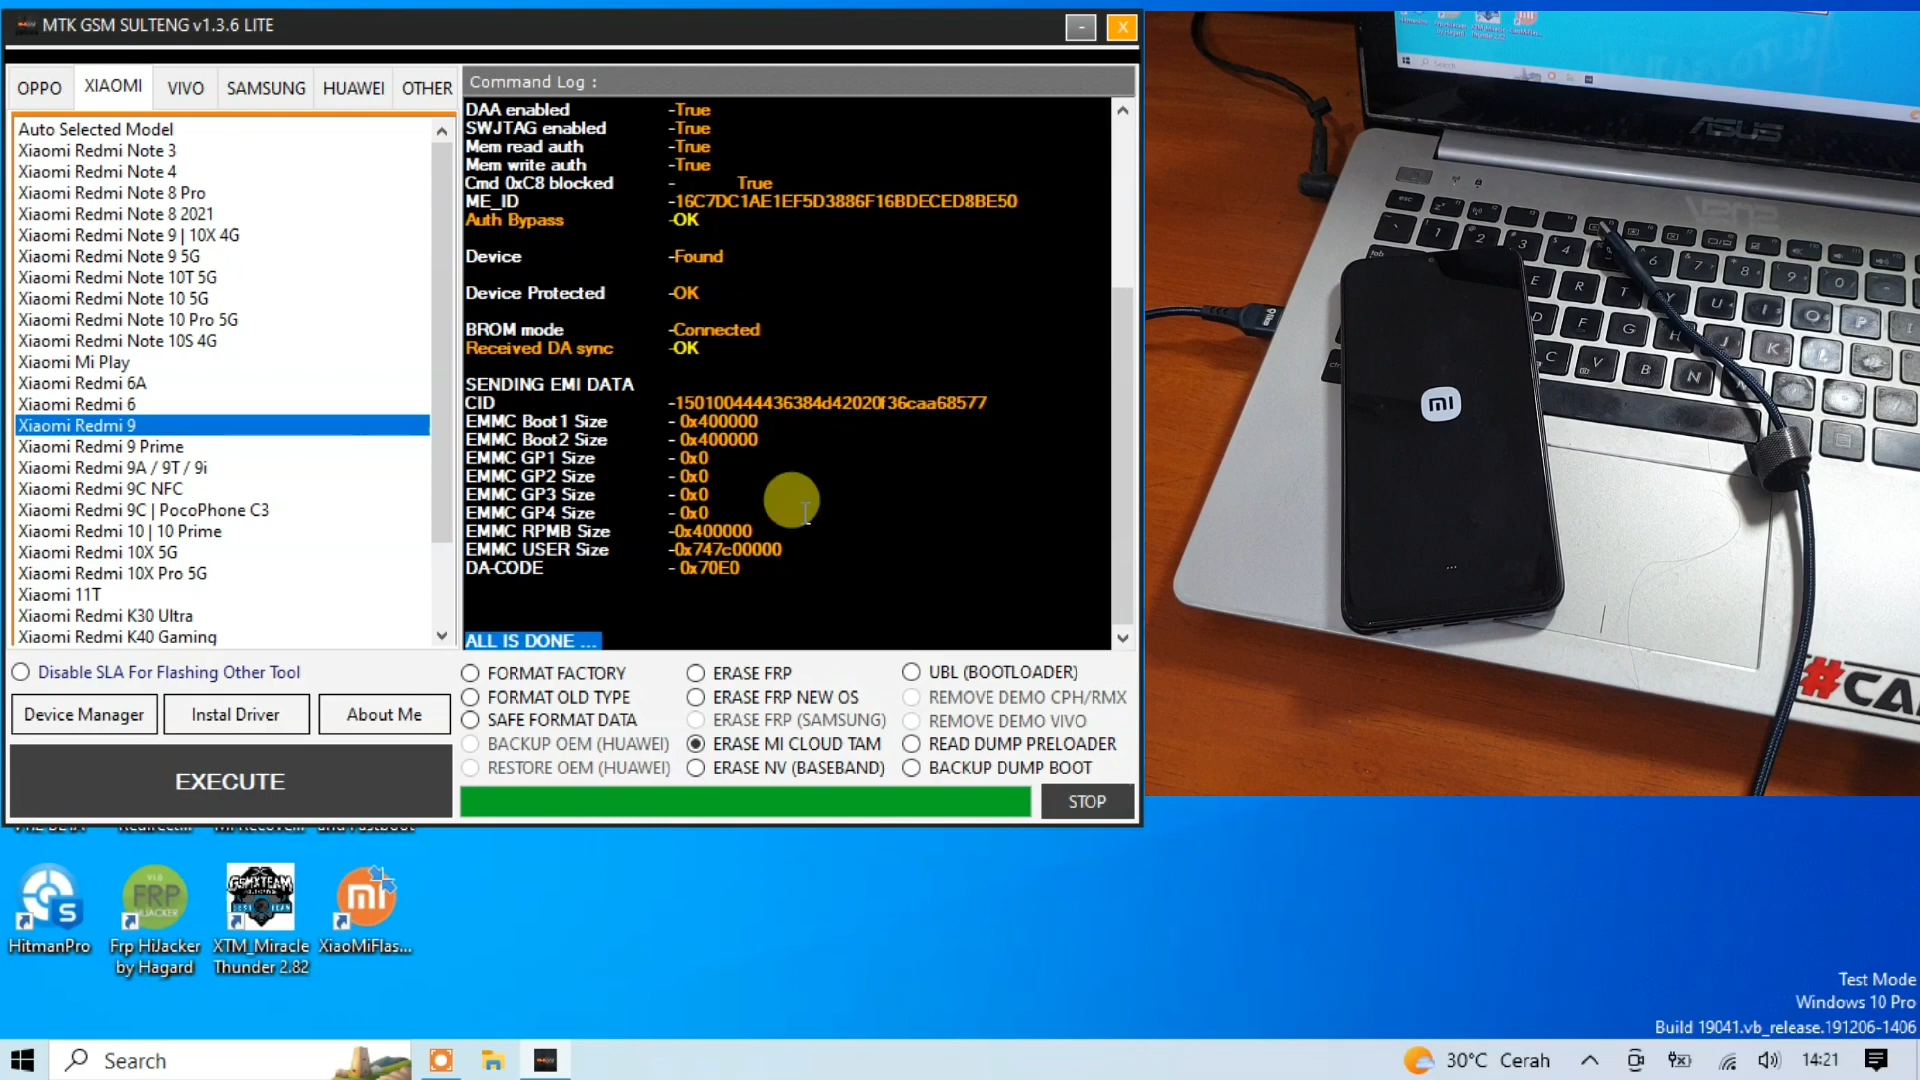 MTK GSM SULTENG v1.3.6 LITE
OPPO
XIAOMI
VIVO
SAMSUNG
HUAWEI
OTHER
Auto Selected Model
Xiaomi Redmi Note 3
Xiaomi Redmi Note 4
Xiaomi Redmi Note 8 Pro
Xiaomi Redmi Note 8 2021
Xiaomi Redmi Note 9 | 10X 4G
Xiaomi Redmi Note 9 5G
Xiaomi Redmi Note 10T 5G
Xiaomi Redmi Note 10 5G
Xiaomi Redmi Note 10 Pro 5G
Xiaomi Redmi Note 10S 4G
Xiaomi Mi Play
Xiaomi Redmi 6A
Xiaomi Redmi 6
Xiaomi Redmi 9
Xiaomi Redmi 9 Prime
Xiaomi Redmi 9A / 9T / 9i
Xiaomi Redmi 9C NFC
Xiaomi Redmi 9C | PocoPhone C3
Xiaomi Redmi 10 | 10 Prime
Xiaomi Redmi 10X 5G
Xiaomi Redmi 10X Pro 5G
Xiaomi 11T
Xiaomi Redmi K30 Ultra
Xiaomi Redmi K40 Gaming
Disable SLA For Flashing Other Tool
Device Manager
Instal Driver
About Me
EXECUTE
Command Log :
DAA enabled -True
SWJTAG enabled -True
Mem read auth -True
Mem write auth -True
Cmd 0xC8 blocked - True
ME_ID -16C7DC1AE1EF5D3886F16BDECED8BE50
Auth Bypass -OK
Device -Found
Device Protected -OK
BROM mode -Connected
Received DA sync -OK
SENDING EMI DATA
CID -150100444436384d42020f36caa68577
EMMC Boot1 Size - 0x400000
EMMC Boot2 Size - 0x400000
EMMC GP1 Size - 0x0
EMMC GP2 Size - 0x0
EMMC GP3 Size - 0x0
EMMC GP4 Size - 0x0
EMMC RPMB Size -0x400000
EMMC USER Size -0x747c00000
DA-CODE - 0x70E0
ALL IS DONE ...
FORMAT FACTORY
FORMAT OLD TYPE
SAFE FORMAT DATA
BACKUP OEM (HUAWEI)
RESTORE OEM (HUAWEI)
ERASE FRP
ERASE FRP NEW OS
ERASE FRP (SAMSUNG)
ERASE MI CLOUD TAM
ERASE NV (BASEBAND)
UBL (BOOTLOADER)
REMOVE DEMO CPH/RMX
REMOVE DEMO VIVO
READ DUMP PRELOADER
BACKUP DUMP BOOT
STOP
ASUS
mi
#CA
HitmanPro
Frp HiJacker
by Hagard
XTM_Miracle
Thunder 2.82
XiaoMiFlas...
Test Mode
Windows 10 Pro
Build 19041.vb_release.191206-1406
Search
30°C Cerah
14:21